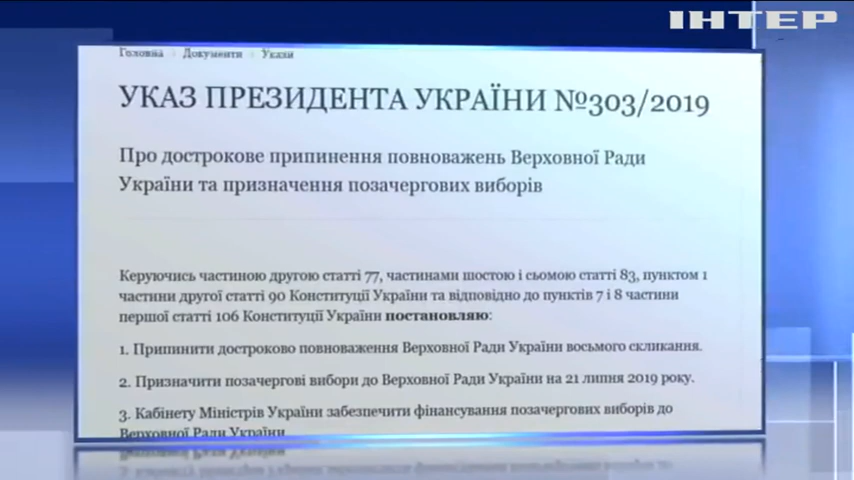 ІНТЕР
Головна Документи Укази
УКАЗ ПРЕЗИДЕНТА УКРАЇНИ №303/2019
Про дострокове припинення повноважень Верховної Ради
України та призначення позачергових виборів
Керуючись частиною другою статті 77, частинами шостою і сьомою статті 83, пунктом 1
частини другої статті 90 Конституції України та відповідно до пунктів 7 і 8 частини
першої статті 106 Конституції України постановляю:
1. Припинити достроково повноваження Верховної Ради України восьмого скликання.
2. Призначити позачергові вибори до Верховної Ради України на 21 липня 2019 року.
3. Кабінету Міністрів України забезпечити фінансування позачергових виборів до
Верховної Ради України